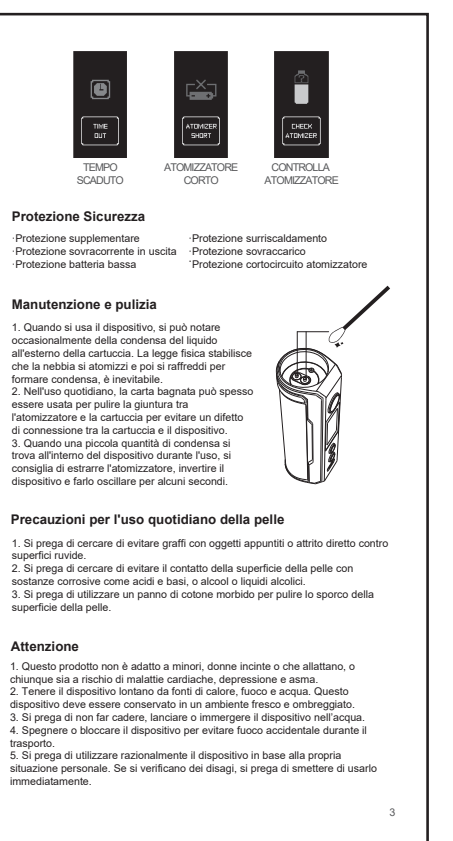 TIME
OUT
ATOMIZER
SHORT
CHECK
ATOMIZER
TEMPO
SCADUTO
ATOMIZZATORE
CORTO
CONTROLLA
ATOMIZZATORE
Protezione Sicurezza
·Protezione supplementare
·Protezione sovracorrente in uscita
·Protezione batteria bassa
·Protezione surriscaldamento
·Protezione sovraccarico
·Protezione cortocircuito atomizzatore
Manutenzione e pulizia
1. Quando si usa il dispositivo, si può notare
occasionalmente della condensa del liquido
all'esterno della cartuccia. La legge fisica stabilisce
che la nebbia si atomizzi e poi si raffreddi per
formare condensa, è inevitabile.
2. Nell'uso quotidiano, la carta bagnata può spesso
essere usata per pulire la giuntura tra
l'atomizzatore e la cartuccia per evitare un difetto
di connessione tra la cartuccia e il dispositivo.
3. Quando una piccola quantità di condensa si
trova all'interno del dispositivo durante l'uso, si
consiglia di estrarre l'atomizzatore, invertire il
dispositivo e farlo oscillare per alcuni secondi.
Precauzioni per l'uso quotidiano della pelle
1. Si prega di cercare di evitare graffi con oggetti appuntiti o attrito diretto contro
superfici ruvide.
2. Si prega di cercare di evitare il contatto della superficie della pelle con
sostanze corrosive come acidi e basi, o alcool o liquidi alcolici.
3. Si prega di utilizzare un panno di cotone morbido per pulire lo sporco della
superficie della pelle.
Attenzione
1. Questo prodotto non è adatto a minori, donne incinte o che allattano, o
chiunque sia a rischio di malattie cardiache, depressione e asma.
2. Tenere il dispositivo lontano da fonti di calore, fuoco e acqua. Questo
dispositivo deve essere conservato in un ambiente fresco e ombreggiato.
3. Si prega di non far cadere, lanciare o immergere il dispositivo nell'acqua.
4. Spegnere o bloccare il dispositivo per evitare fuoco accidentale durante il
trasporto.
5. Si prega di utilizzare razionalmente il dispositivo in base alla propria
situazione personale. Se si verificano dei disagi, si prega di smettere di usarlo
immediatamente.
3